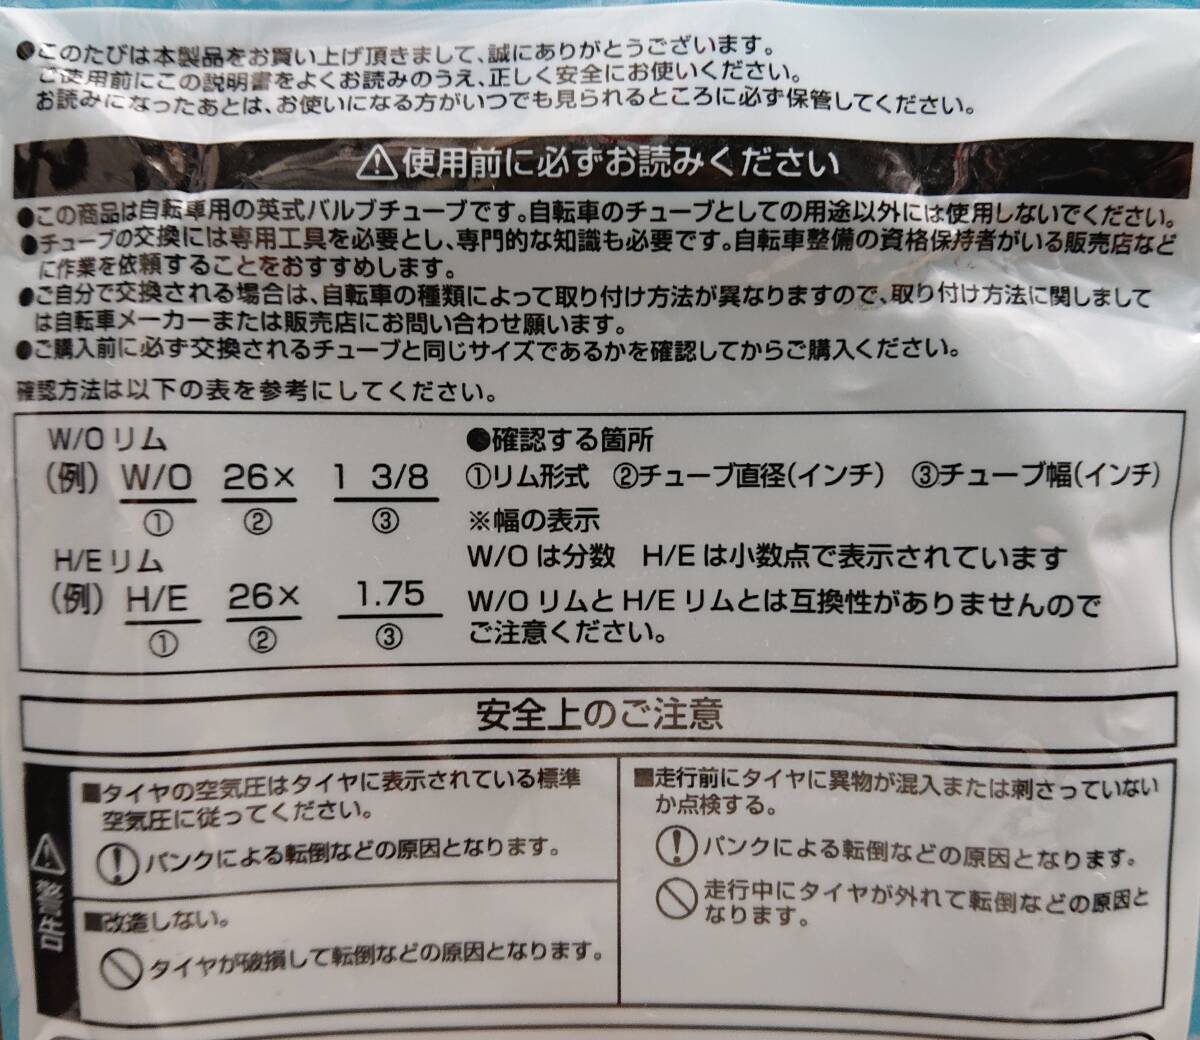 ●このたびは本製品をお買い上げ頂きまして、誠にありがとうございます。
ご使用前にこの説明書をよくお読みのうえ、正しく安全にお使いください。
お読みになったあとは、お使いになる方がいつでも見られるところに必ず保管してください。
⚠使用前に必ずお読みください
●この商品は自転車用の英式バルブチューブです。自転車のチューブとしての用途以外には使用しないでください。
●チューブの交換には専用工具を必要とし、専門的な知識も必要です。自転車整備の資格保持者がいる販売店など
に作業を依頼することをおすすめします。
●ご自分で交換される場合は、自転車の種類によって取り付け方法が異なりますので、取り付け方法に関しまして
は自転車メーカーまたは販売店にお問い合わせ願います。
●ご購入前に必ず交換されるチューブと同じサイズであるかを確認してからご購入ください。
確認方法は以下の表を参考にしてください。
W/Oリム
(例) W/O 26× 1 3/8
① ② ③
H/Eリム
(例) H/E 26× 1.75
① ② ③
●確認する箇所
①リム形式 ②チューブ直径(インチ) ③チューブ幅(インチ)
※幅の表示
W/Oは分数 H/Eは小数点で表示されています
W/OリムとH/Eリムとは互換性がありませんので
ご注意ください。
安全上のご注意
⚠警告
■タイヤの空気圧はタイヤに表示されている標準
空気圧に従ってください。
パンクによる転倒などの原因となります。
■改造しない。
タイヤが破損して転倒などの原因となります。
■走行前にタイヤに異物が混入または刺さっていない
か点検する。
パンクによる転倒などの原因となります。
走行中にタイヤが外れて転倒などの原因と
なります。